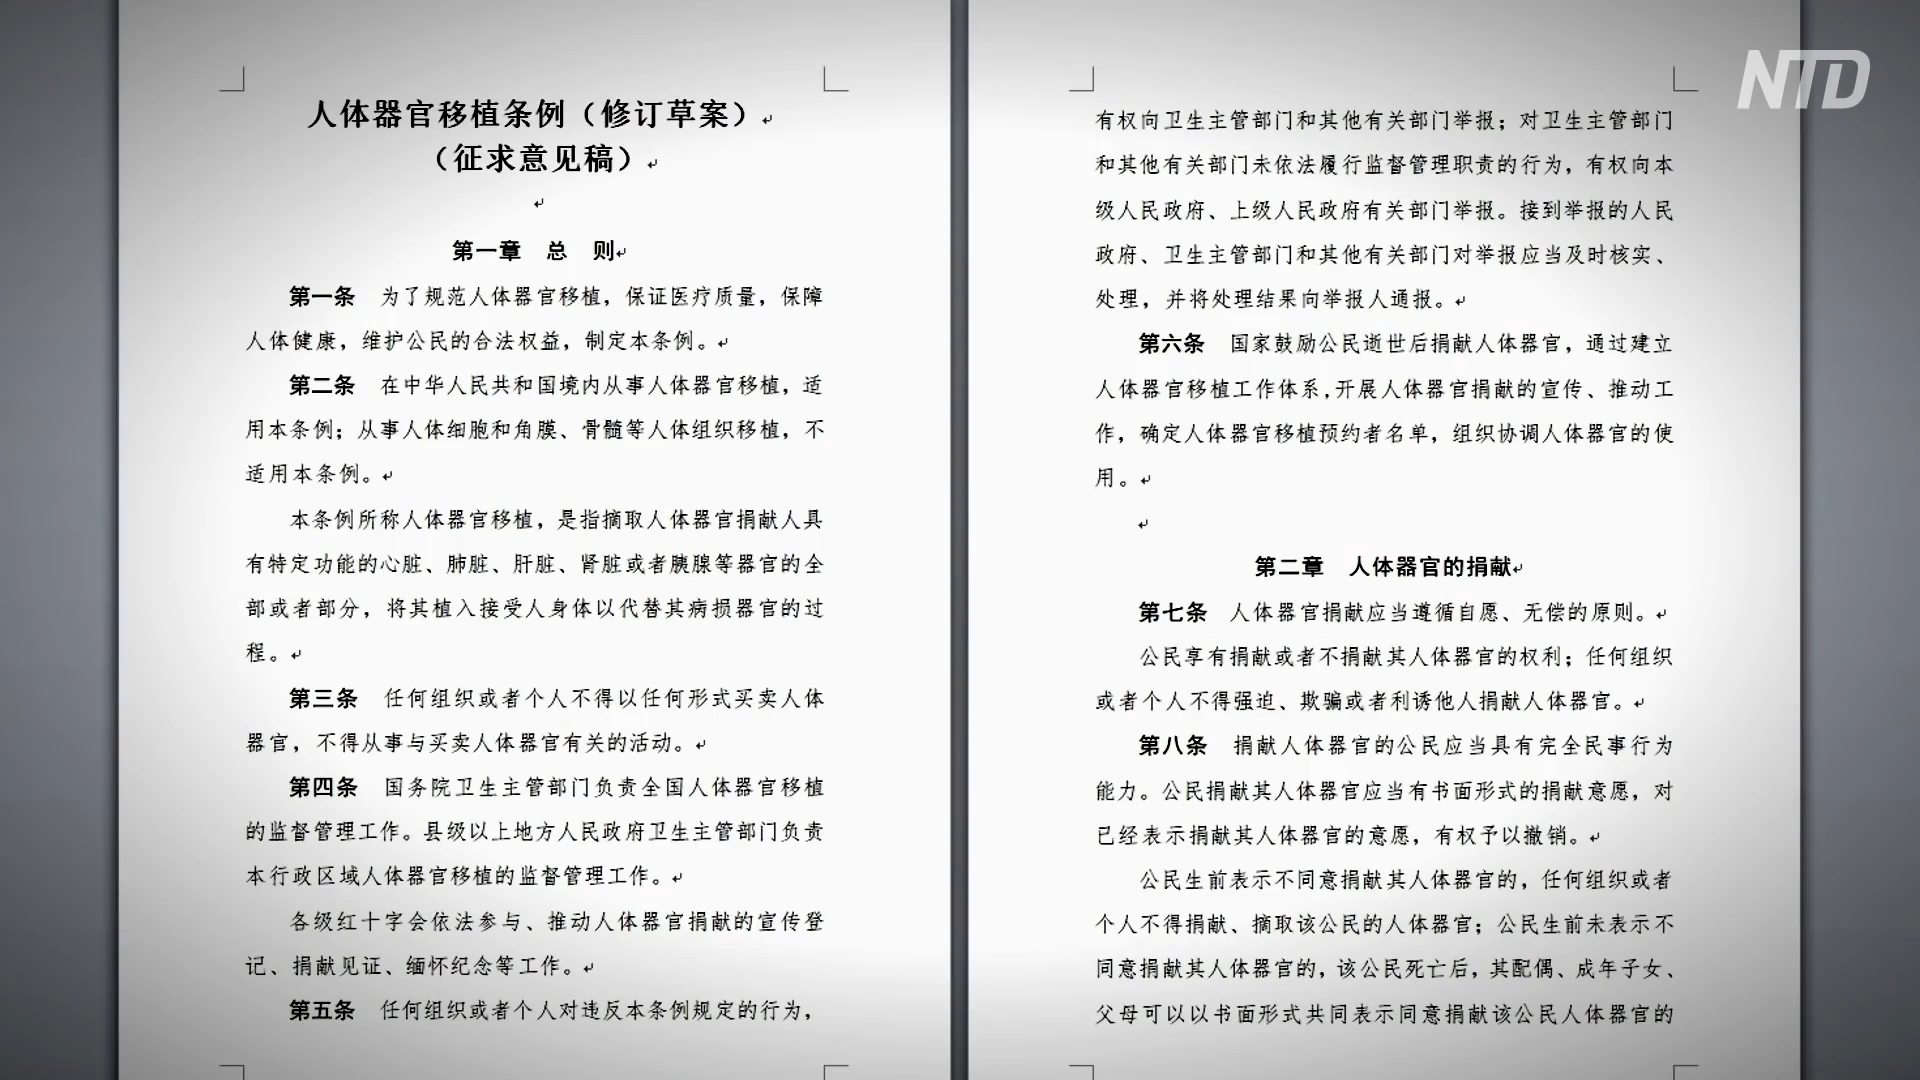 人体器官移植条例（修订草案）
（征求意见稿）
第一章 总 则
第一条 为了规范人体器官移植，保证医疗质量，保障
人体健康，维护公民的合法权益，制定本条例。
第二条 在中华人民共和国境内从事人体器官移植，适
用本条例；从事人体细胞和角膜、骨髓等人体组织移植，不
适用本条例。
本条例所称人体器官移植，是指摘取人体器官捐献人具
有特定功能的心脏、肺脏、肝脏、肾脏或者胰腺等器官的全
部或者部分，将其植入接受人身体以代替其病损器官的过
程。
第三条 任何组织或者个人不得以任何形式买卖人体
器官，不得从事与买卖人体器官有关的活动。
第四条 国务院卫生主管部门负责全国人体器官移植
的监督管理工作。县级以上地方人民政府卫生主管部门负责
本行政区域人体器官移植的监督管理工作。
各级红十字会依法参与、推动人体器官捐献的宣传登
记、捐献见证、缅怀纪念等工作。
第五条 任何组织或者个人对违反本条例规定的行为，
NTD
有权向卫生主管部门和其他有关部门举报；对卫生主管部门
和其他有关部门未依法履行监督管理职责的行为，有权向本
级人民政府、上级人民政府有关部门举报。接到举报的人民
政府、卫生主管部门和其他有关部门对举报应当及时核实、
处理，并将处理结果向举报人通报。
第六条 国家鼓励公民逝世后捐献人体器官，通过建立
人体器官移植工作体系,开展人体器官捐献的宣传、推动工
作，确定人体器官移植预约者名单，组织协调人体器官的使
用。
第二章 人体器官的捐献
第七条 人体器官捐献应当遵循自愿、无偿的原则。
公民享有捐献或者不捐献其人体器官的权利；任何组织
或者个人不得强迫、欺骗或者利诱他人捐献人体器官。
第八条 捐献人体器官的公民应当具有完全民事行为
能力。公民捐献其人体器官应当有书面形式的捐献意愿，对
已经表示捐献其人体器官的意愿，有权予以撤销。
公民生前表示不同意捐献其人体器官的，任何组织或者
个人不得捐献、摘取该公民的人体器官；公民生前未表示不
同意捐献其人体器官的，该公民死亡后，其配偶、成年子女、
父母可以以书面形式共同表示同意捐献该公民人体器官的